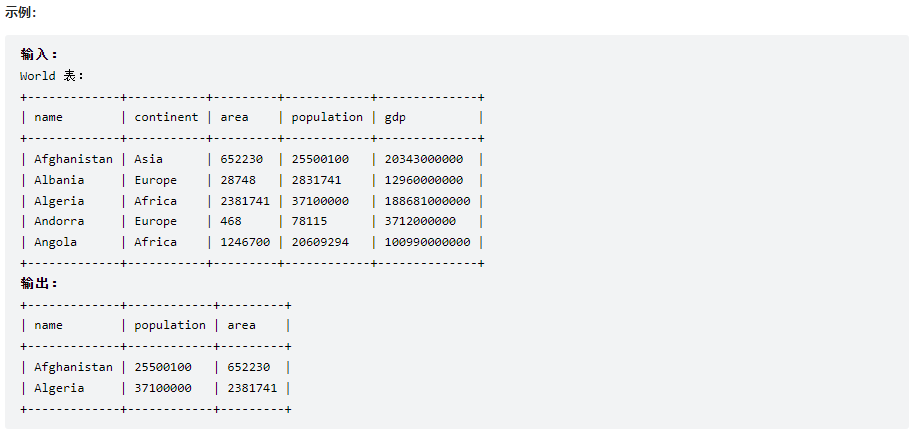 示例：
输入：
World 表：
+-------------+-----------+---------+------------+--------------+
| name        | continent | area    | population | gdp          |
+-------------+-----------+---------+------------+--------------+
| Afghanistan | Asia      | 652230  | 25500100   | 20343000000  |
| Albania     | Europe    | 28748   | 2831741    | 12960000000  |
| Algeria     | Africa    | 2381741 | 37100000   | 188681000000 |
| Andorra     | Europe    | 468     | 78115      | 3712000000   |
| Angola      | Africa    | 1246700 | 20609294   | 100990000000 |
+-------------+-----------+---------+------------+--------------+
输出：
+-------------+------------+---------+
| name        | population | area    |
+-------------+------------+---------+
| Afghanistan | 25500100   | 652230  |
| Algeria     | 37100000   | 2381741 |
+-------------+------------+---------+